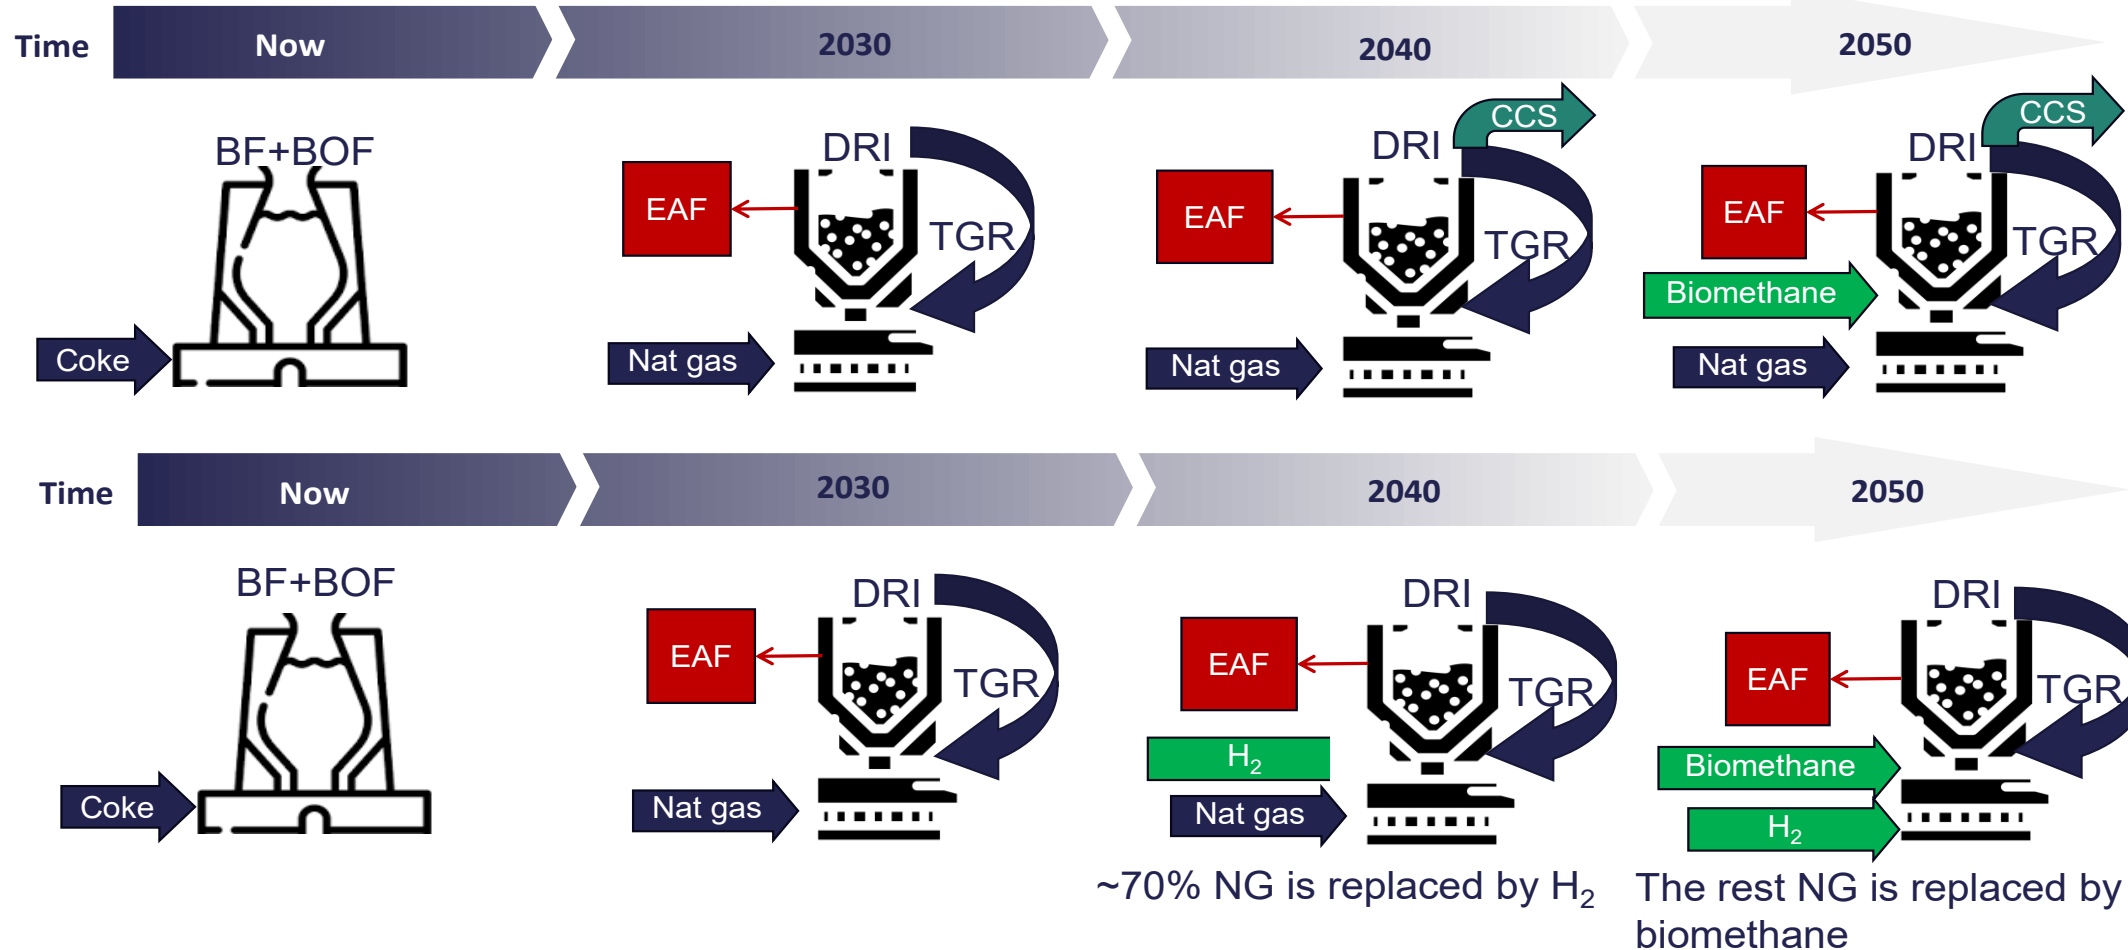 Time
Now
2030
2040
2050
BF+BOF
Coke
DRI
EAF
TGR
Nat gas
CCS
DRI
EAF
TGR
Nat gas
CCS
DRI
EAF
TGR
Biomethane
Nat gas
Time
Now
2030
2040
2050
BF+BOF
Coke
DRI
EAF
TGR
Nat gas
DRI
EAF
TGR
H₂
Nat gas
~70% NG is replaced by H₂
DRI
EAF
TGR
Biomethane
H₂
The rest NG is replaced by
biomethane